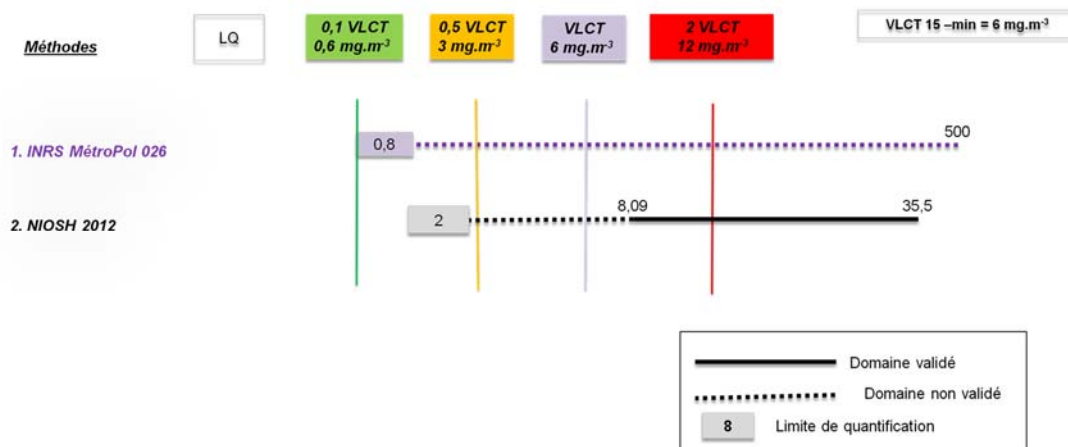 Méthodes
LQ
0,1 VLCT
0,6 mg.m-3
0,5 VLCT
3 mg.m-3
VLCT
6 mg.m-3
2 VLCT
12 mg.m-3
VLCT 15 –min = 6 mg.m-3
1. INRS MétroPol 026
0,8
500
2. NIOSH 2012
2
8,09
35,5
Domaine validé
Domaine non validé
8
Limite de quantification